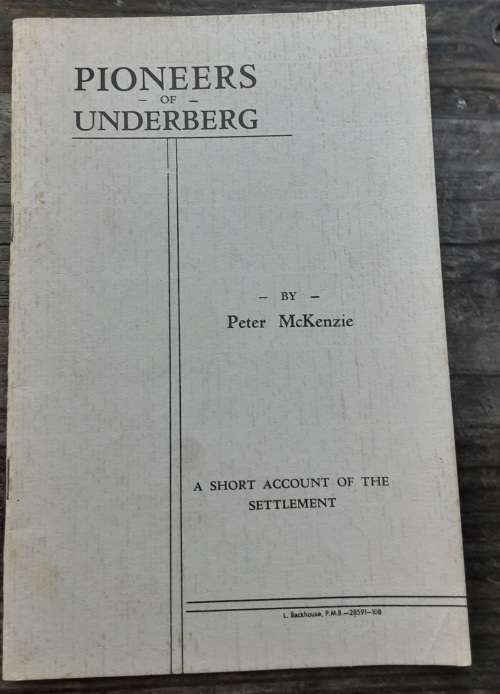 PIONEERS
- OF -
UNDERBERG
- BY -
Peter McKenzie
A SHORT ACCOUNT OF THE
SETTLEMENT
L. Backhouse, P.M.B.—28591—108